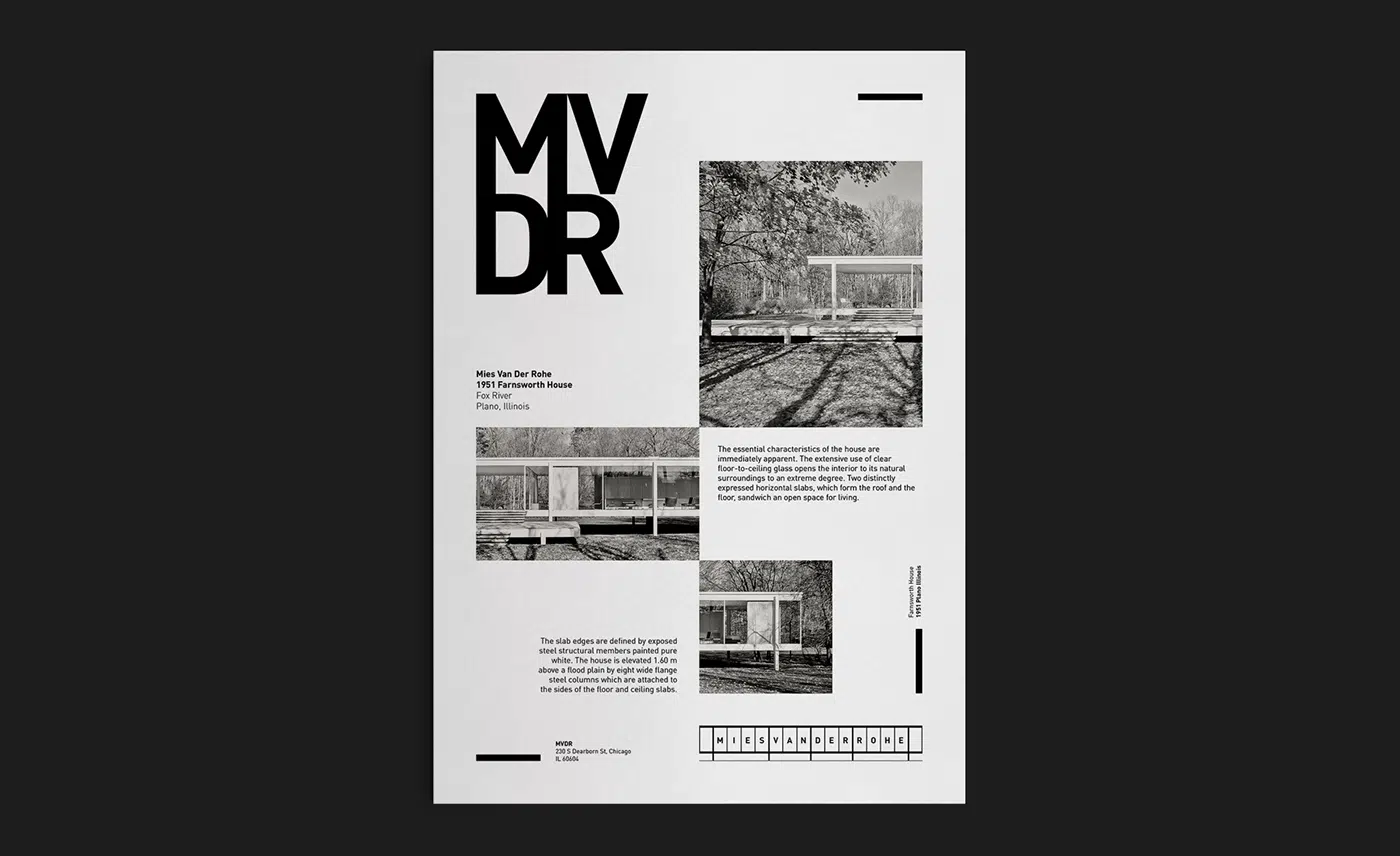 MV
DR
Mies Van Der Rohe
1951 Farnsworth House
Fox River
Plano, Illinois
The essential characteristics of the house are
immediately apparent. The extensive use of clear
floor-to-ceiling glass opens the interior to its natural
surroundings to an extreme degree. Two distinctly
expressed horizontal slabs, which form the roof and the
floor, sandwich an open space for living.
Farnsworth House
1951 Plano Illinois
The slab edges are defined by exposed
steel structural members painted pure
white. The house is elevated 1.60 m
above a flood plain by eight wide flange
steel columns which are attached to
the sides of the floor and ceiling slabs.
MVDR
230 S Dearborn St, Chicago
IL 60604
MIESVANDERROHE